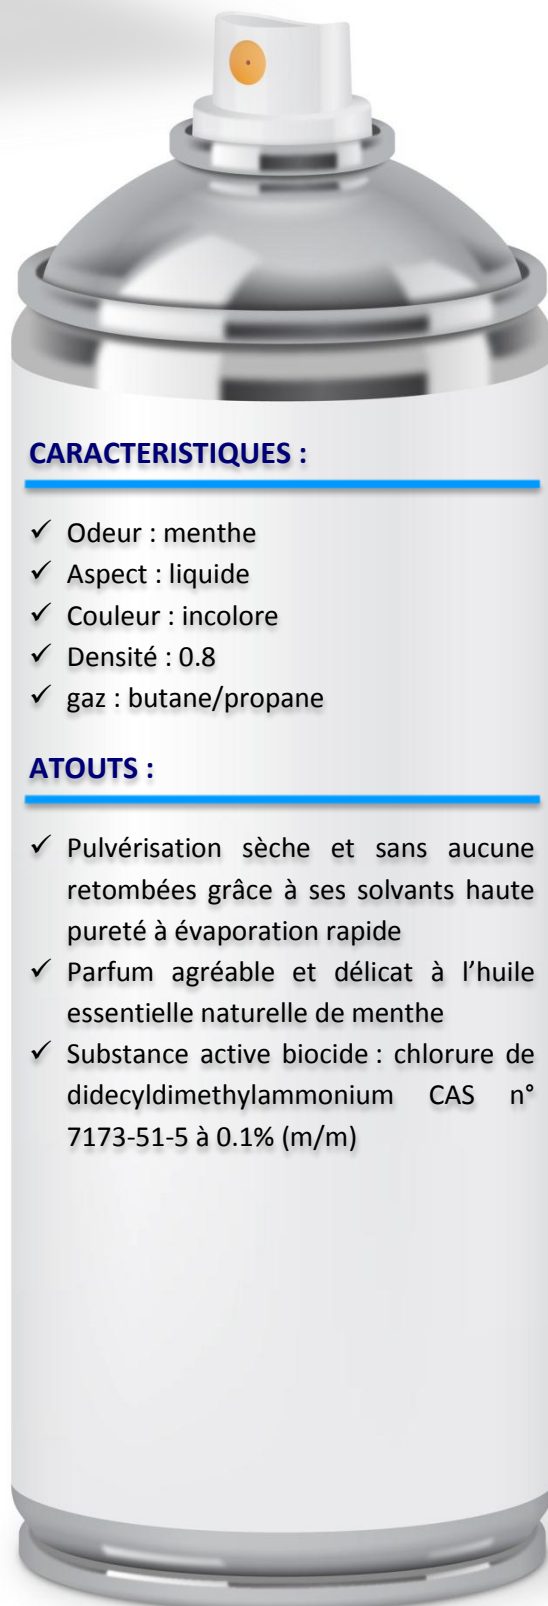 CARACTERISTIQUES :
✓ Odeur : menthe
✓ Aspect : liquide
✓ Couleur : incolore
✓ Densité : 0.8
✓ gaz : butane/propane
ATOUTS :
✓ Pulvérisation sèche et sans aucune
retombées grâce à ses solvants haute
pureté à évaporation rapide
✓ Parfum agréable et délicat à l’huile
essentielle naturelle de menthe
✓ Substance active biocide : chlorure de
didecyldimethylammonium CAS n°
7173-51-5 à 0.1% (m/m)